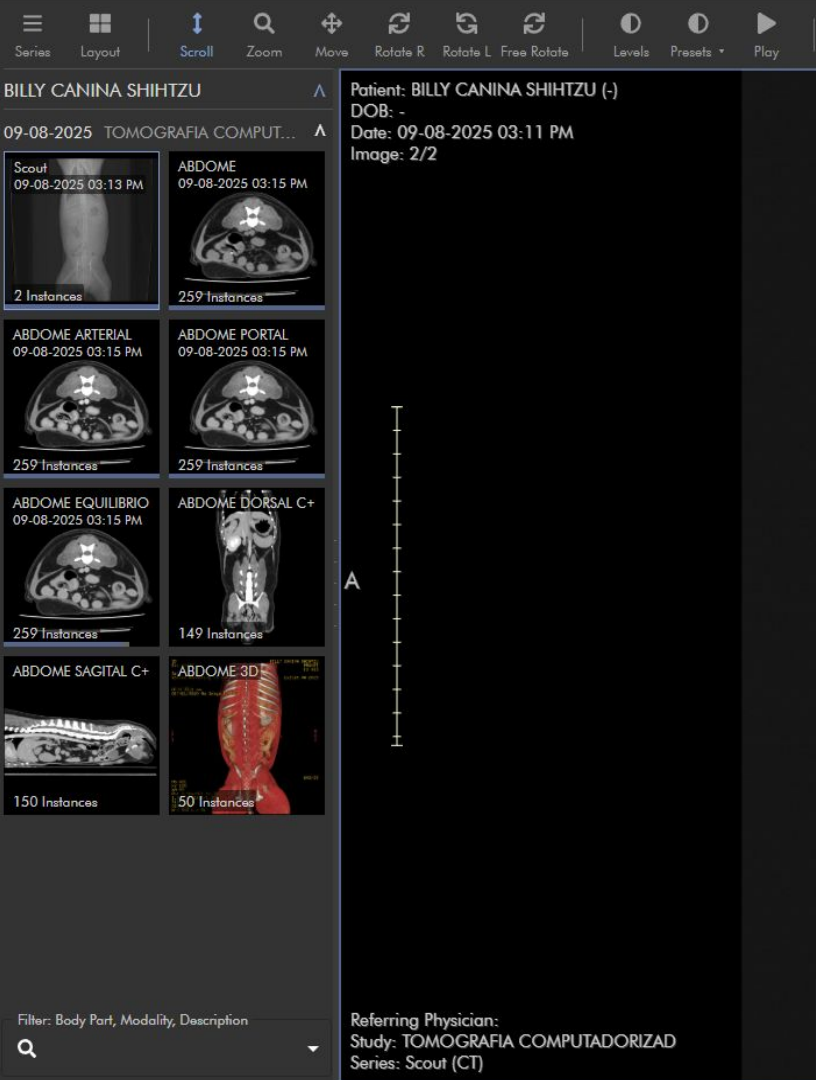 Series
Layout
Scroll
Zoom
Move
Rotate R
Rotate L
Free Rotate
Levels
Presets
Play
BILLY CANINA SHIHTZU
09-08-2025 TOMOGRAFIA COMPUT...
Scout
09-08-2025 03:13 PM
2 Instances
ABDOME
09-08-2025 03:15 PM
259 Instances
ABDOME ARTERIAL
09-08-2025 03:15 PM
259 Instances
ABDOME PORTAL
09-08-2025 03:15 PM
259 Instances
ABDOME EQUILIBRIO
09-08-2025 03:15 PM
259 Instances
ABDOME DORSAL C+
149 Instances
ABDOME SAGITAL C+
150 Instances
ABDOME 3D
50 Instances
Filter: Body Part, Modality, Description
Patient: BILLY CANINA SHIHTZU (-)
DOB: -
Date: 09-08-2025 03:11 PM
Image: 2/2
A
Referring Physician:
Study: TOMOGRAFIA COMPUTADORIZAD
Series: Scout (CT)